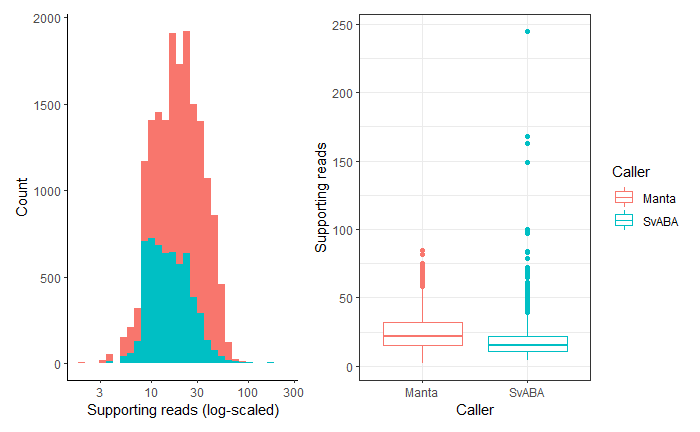 2000
1500
1000
500
0
Count
3
10
30
100
300
Supporting reads (log-scaled)
250
200
150
100
50
0
Supporting reads
Manta
SvABA
Caller
Caller
Manta
SvABA